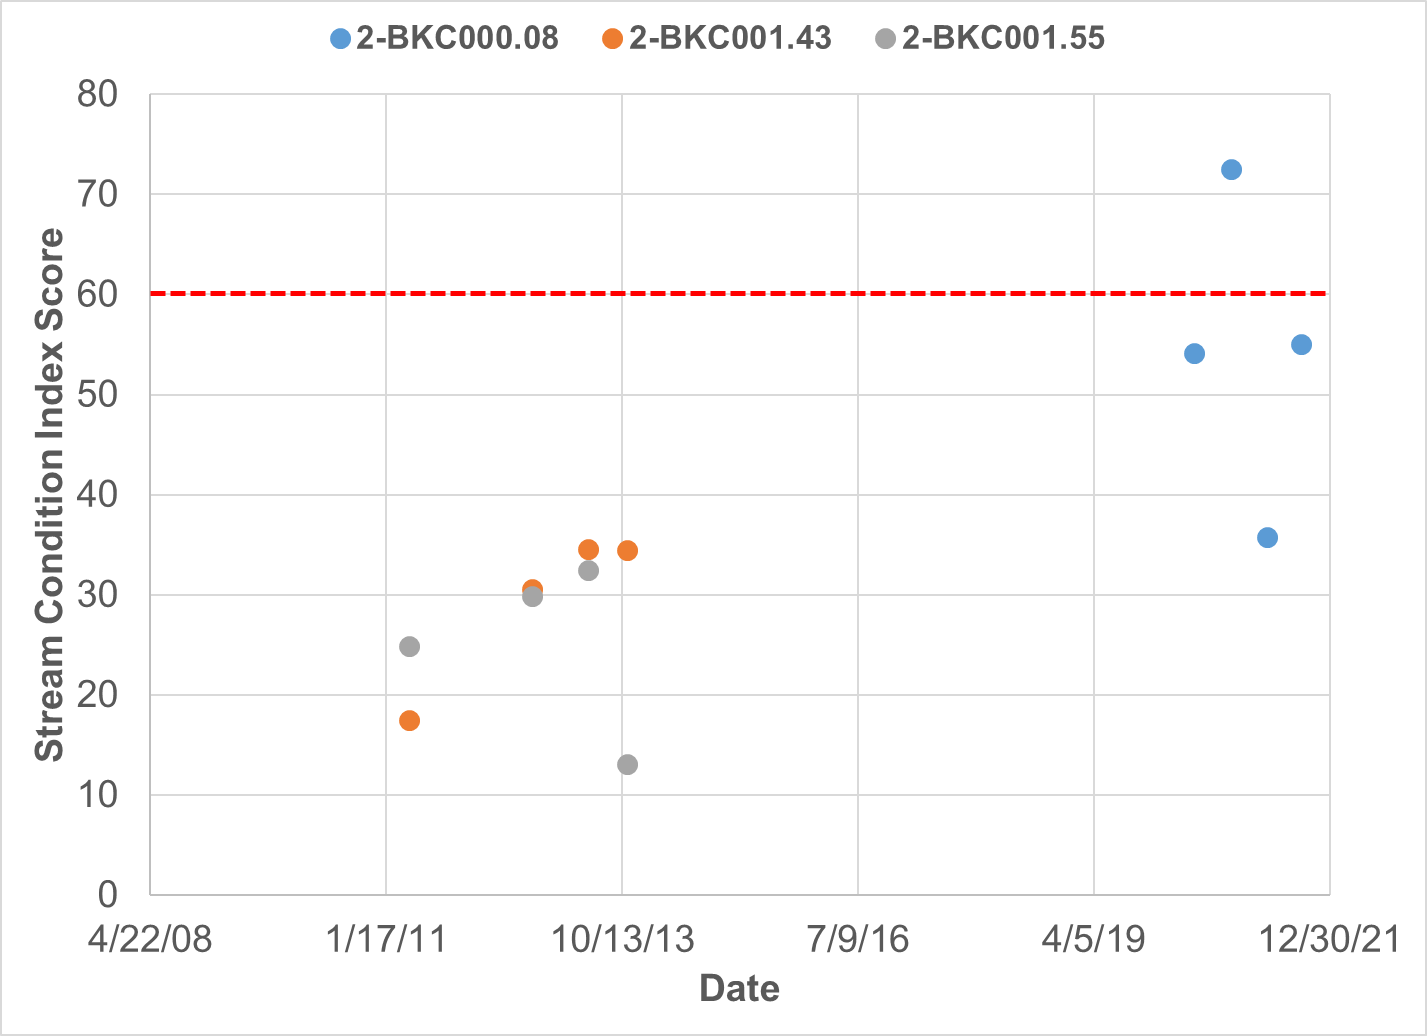 2-BKC000.08 2-BKC001.43 2-BKC001.55
Stream Condition Index Score
80
70
60
50
40
30
20
10
0
4/22/08 1/17/11 10/13/13 7/9/16 4/5/19 12/30/21
Date